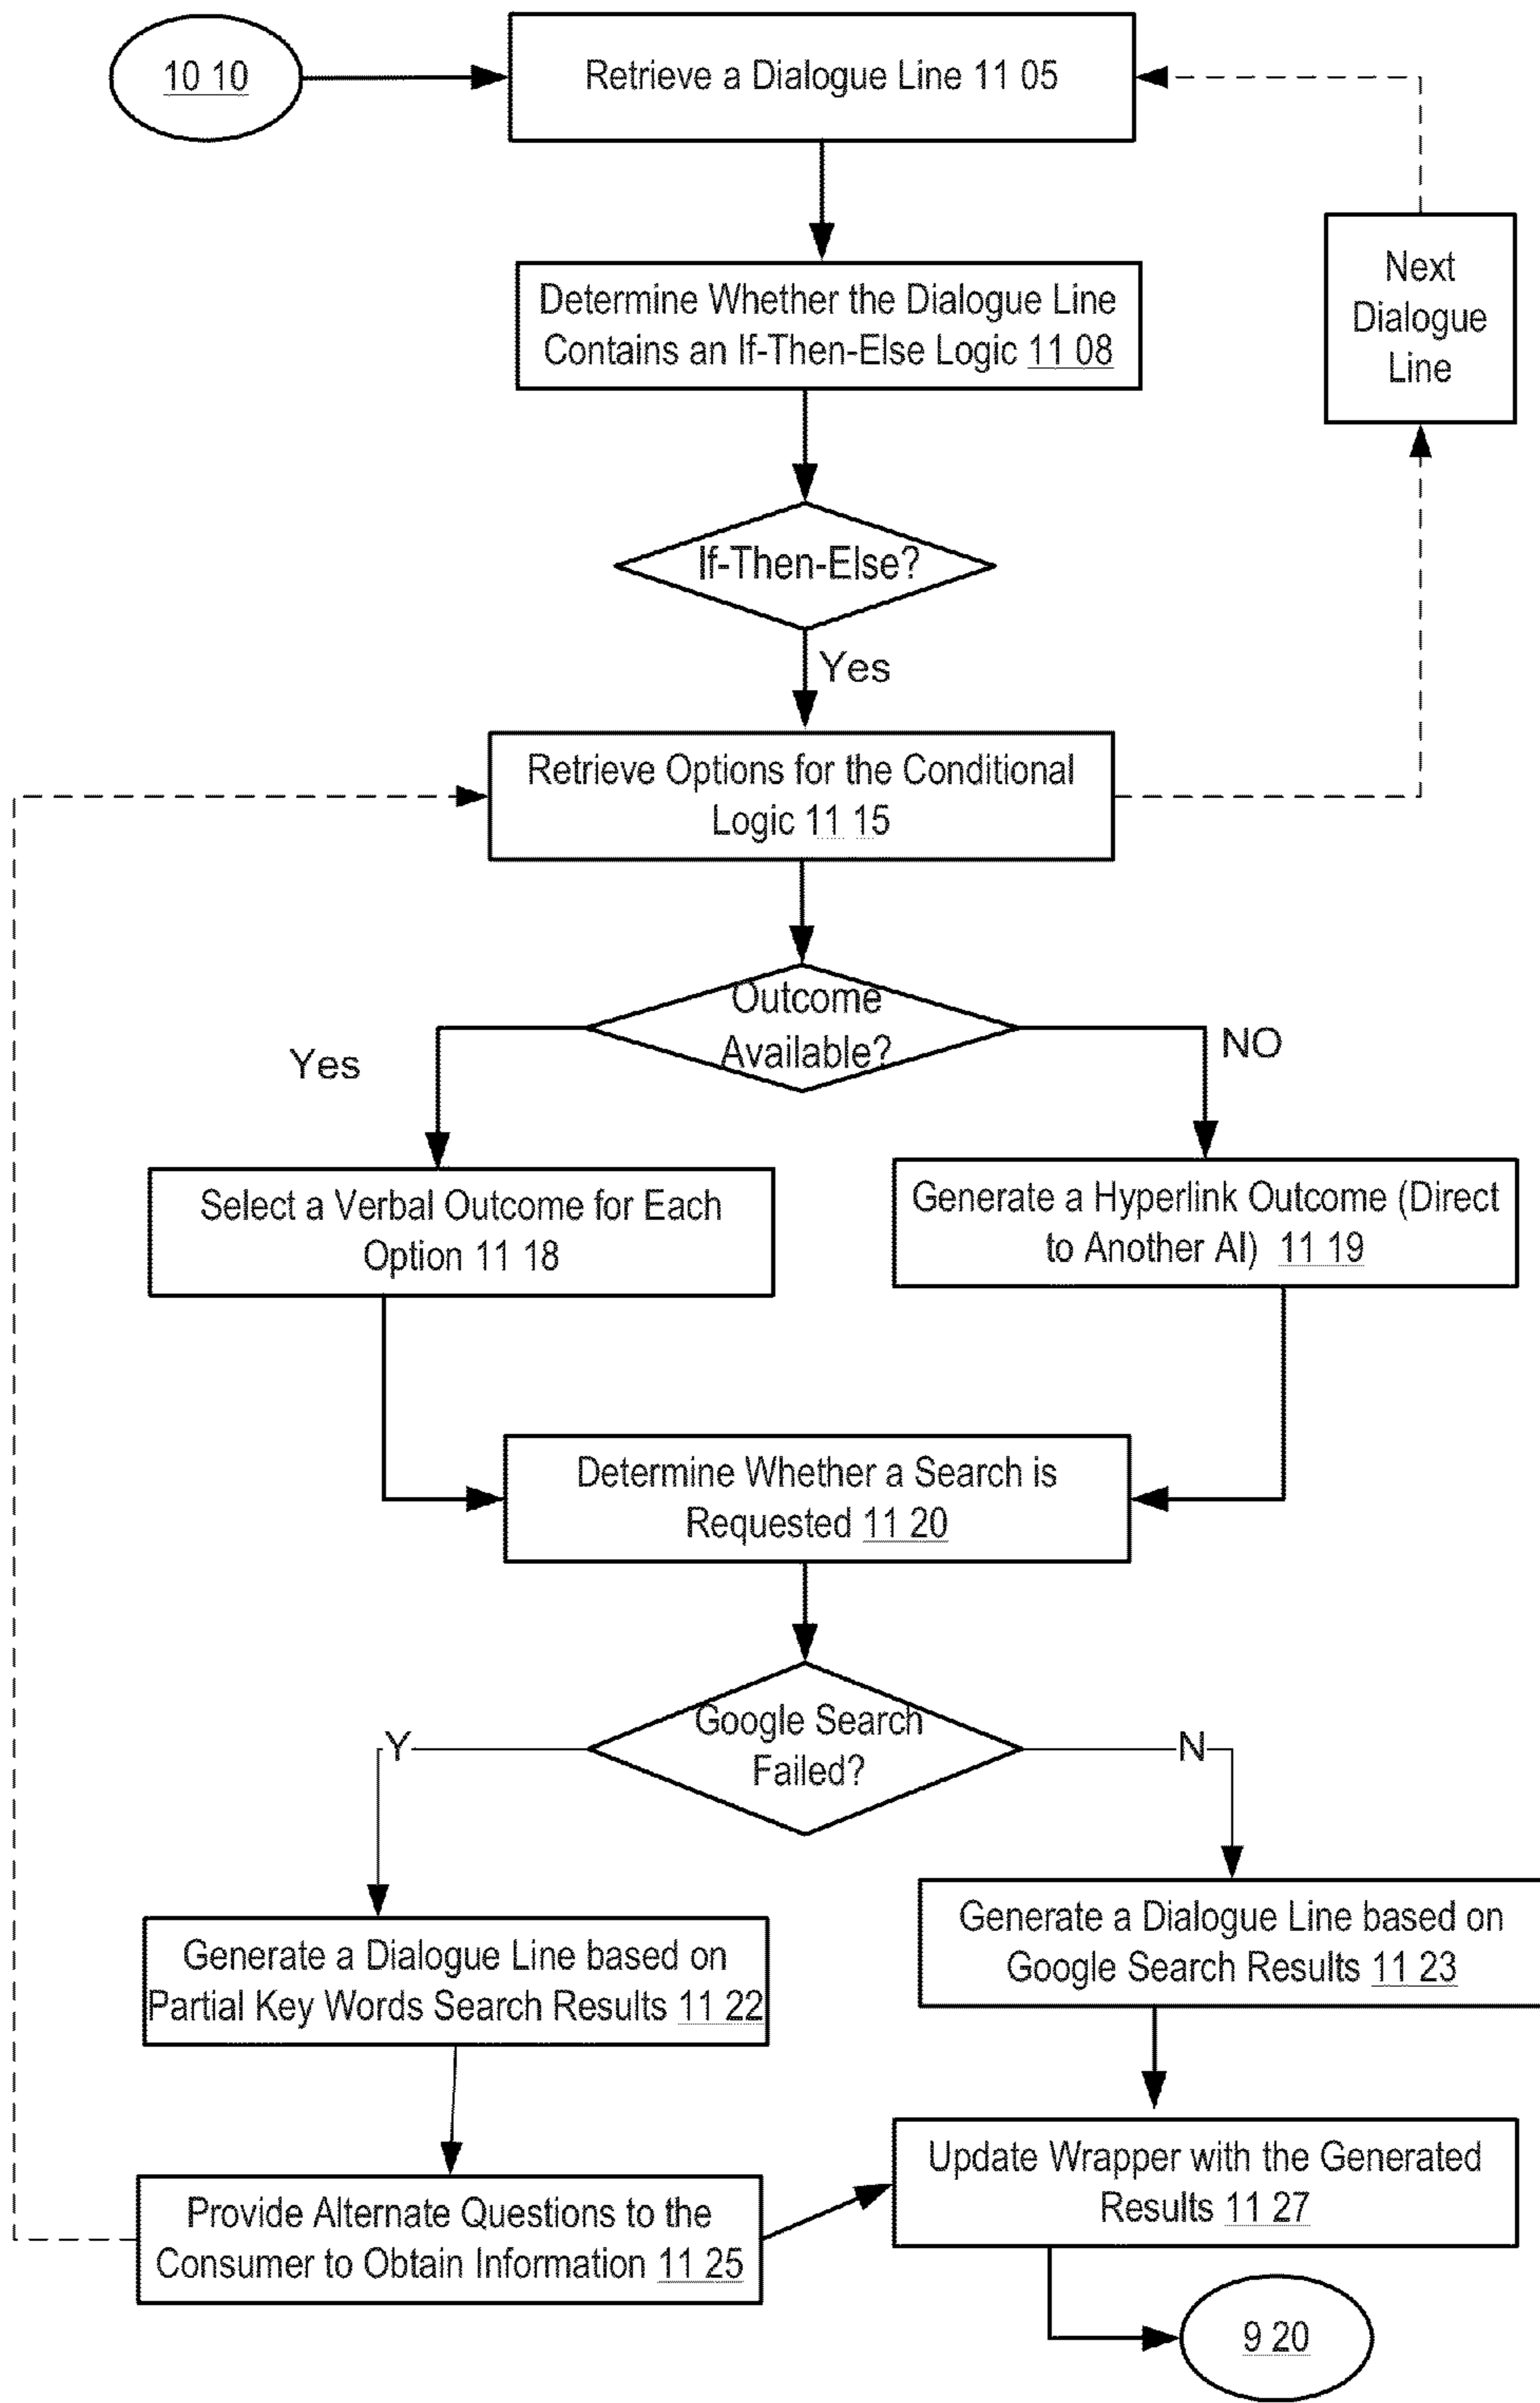 10 10
Retrieve a Dialogue Line 11 05
Determine Whether the Dialogue Line
Contains an If-Then-Else Logic 11 08
Next
Dialogue
Line
If-Then-Else?
Yes
Retrieve Options for the Conditional
Logic 11 15
Outcome
Available?
Yes
NO
Select a Verbal Outcome for Each
Option 11 18
Generate a Hyperlink Outcome (Direct
to Another AI) 11 19
Determine Whether a Search is
Requested 11 20
Google Search
Failed?
Y
N
Generate a Dialogue Line based on
Partial Key Words Search Results 11 22
Generate a Dialogue Line based on
Google Search Results 11 23
Provide Alternate Questions to the
Consumer to Obtain Information 11 25
Update Wrapper with the Generated
Results 11 27
9 20